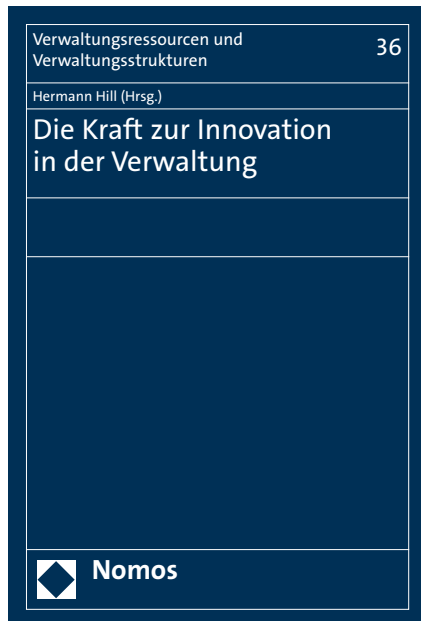 Verwaltungsressourcen und
Verwaltungsstrukturen
36
Hermann Hill (Hrsg.)
Die Kraft zur Innovation
in der Verwaltung
Nomos